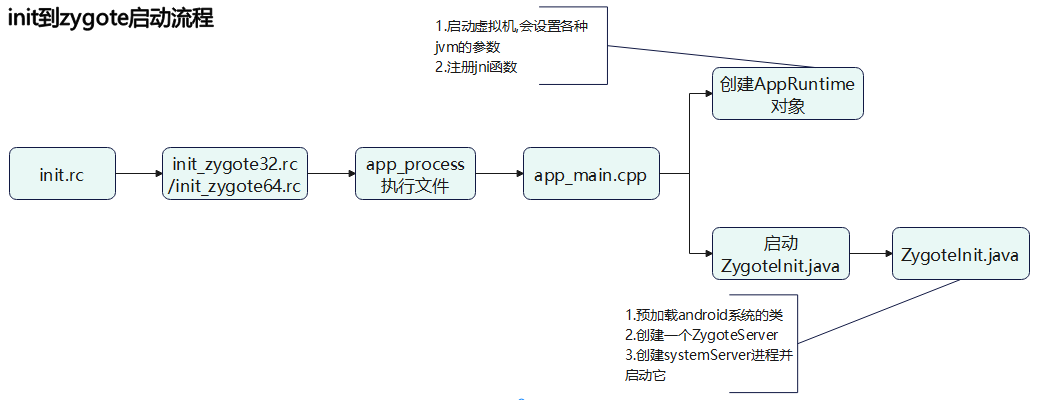 init到zygote启动流程
1.启动虚拟机,会设置各种
jvm的参数
2.注册jni函数
创建AppRuntime
对象
init.rc
init_zygote32.rc
/init_zygote64.rc
app_process
执行文件
app_main.cpp
启动
ZygoteInit.java
ZygoteInit.java
1.预加载android系统的类
2.创建一个ZygoteServer
3.创建systemServer进程并
启动它